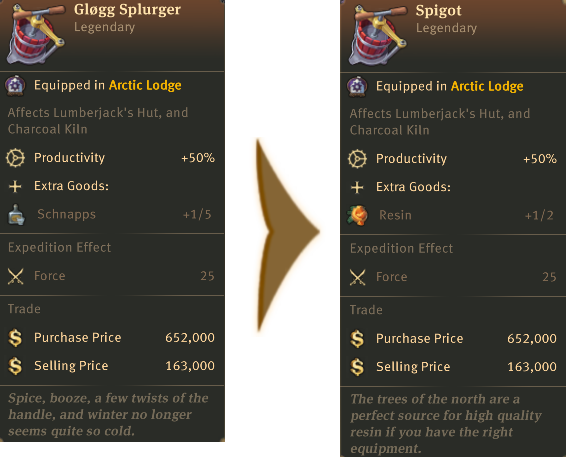 Gløgg Splurger
Legendary
Equipped in Arctic Lodge
Affects Lumberjack's Hut, and
Charcoal Kiln
Productivity +50%
Extra Goods:
Schnapps +1/5
Expedition Effect
Force 25
Trade
Purchase Price 652,000
Selling Price 163,000
Spice, booze, a few twists of the
handle, and winter no longer
seems quite so cold.
Spigot
Legendary
Equipped in Arctic Lodge
Affects Lumberjack's Hut, and
Charcoal Kiln
Productivity +50%
Extra Goods:
Resin +1/2
Expedition Effect
Force 25
Trade
Purchase Price 652,000
Selling Price 163,000
The trees of the north are a
perfect source for high quality
resin if you have the right
equipment.